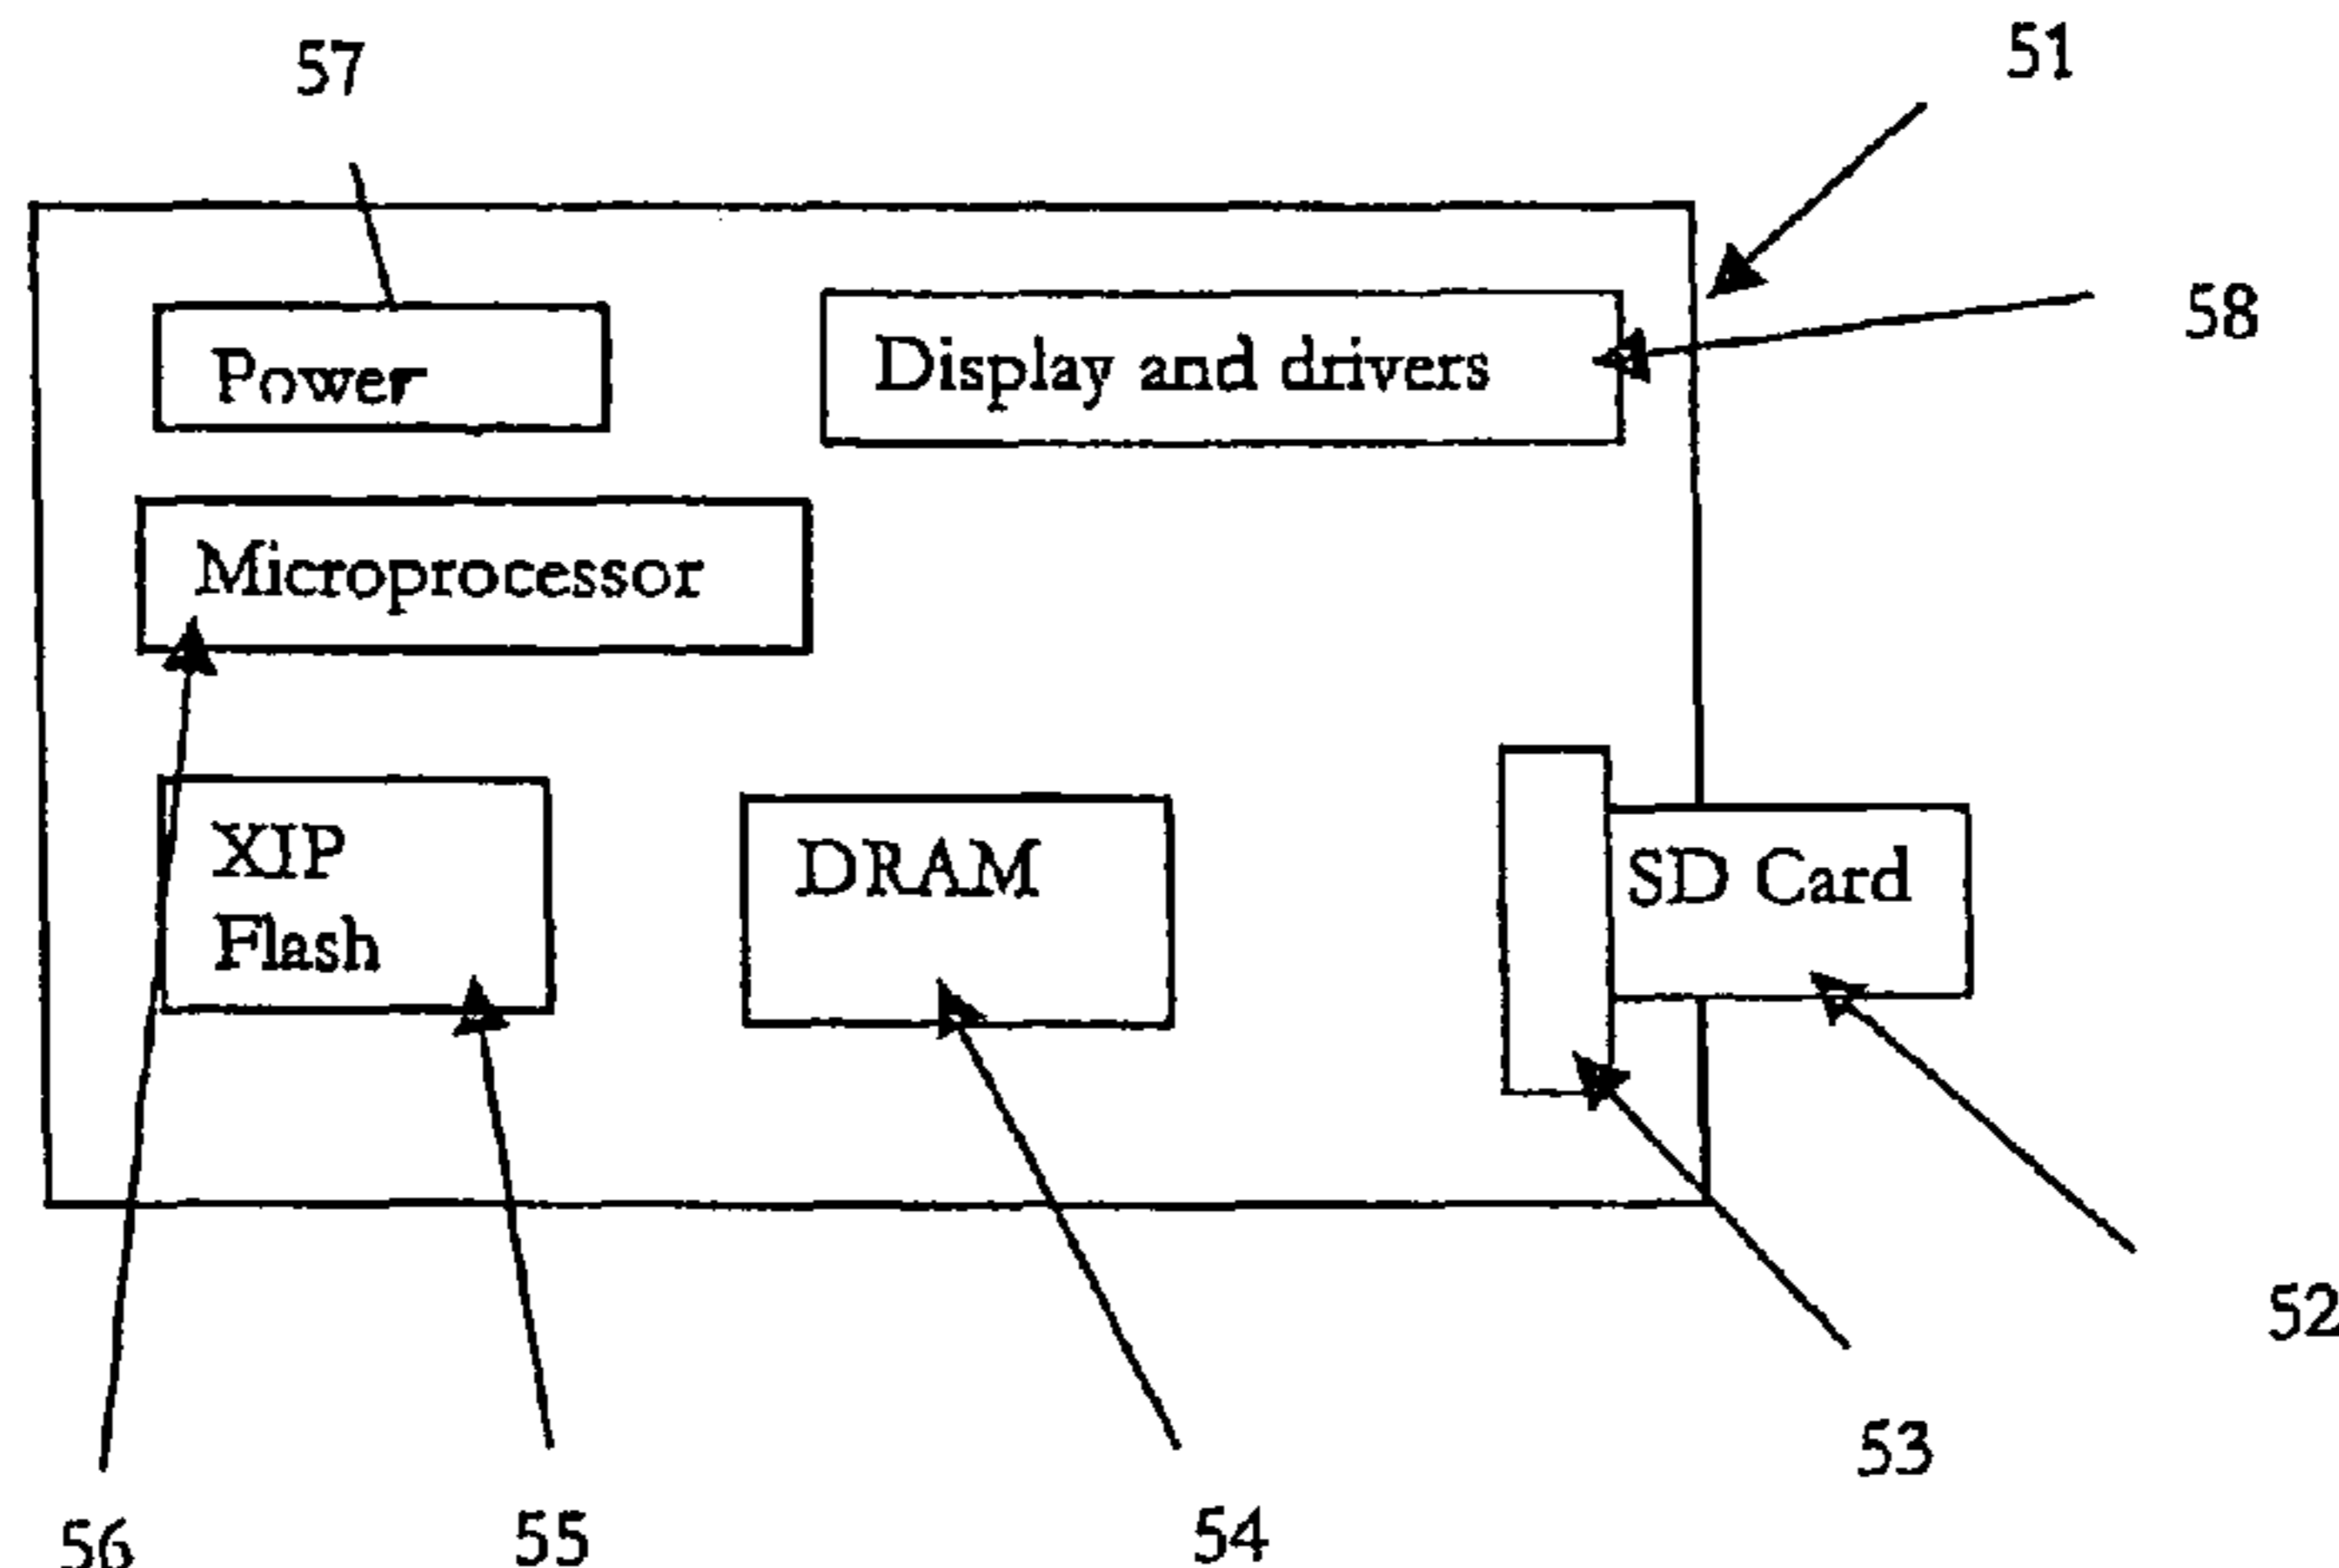 57
51
58
Power
Display and drivers
Microprocessor
XIP
Flash
DRAM
SD Card
52
53
54
55
56